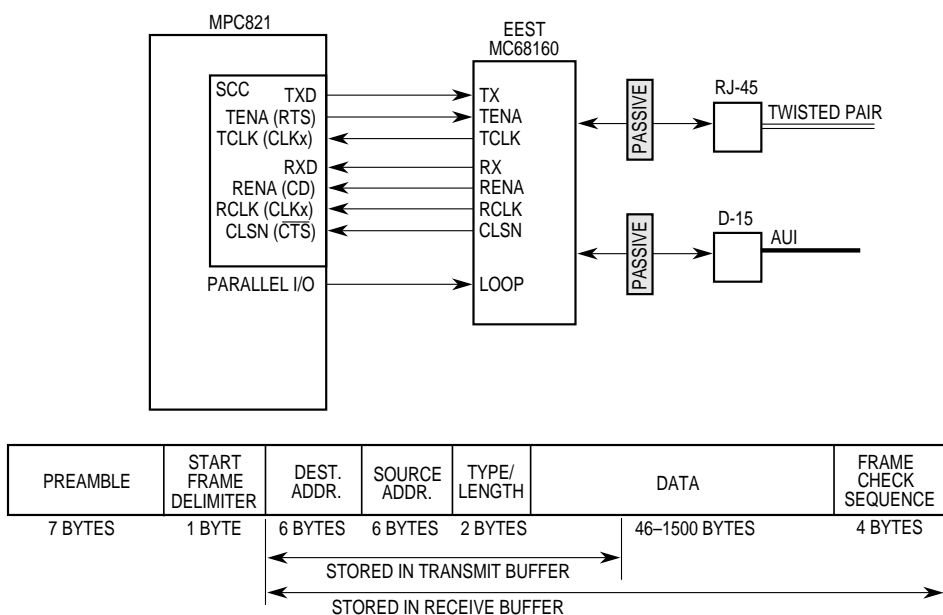 MPC821
EEST
MC68160
SCC
TXD
TENA (RTS)
TCLK (CLKx)
RXD
RENA (CD)
RCLK (CLKx)
CLSN (CTS)
PARALLEL I/O
TX
TENA
TCLK
RX
RENA
RCLK
CLSN
LOOP
PASSIVE
RJ-45
TWISTED PAIR
PASSIVE
D-15
AUI
PREAMBLE
START
FRAME
DELIMITER
DEST.
ADDR.
SOURCE
ADDR.
TYPE/
LENGTH
DATA
FRAME
CHECK
SEQUENCE
7 BYTES
1 BYTE
6 BYTES
6 BYTES
2 BYTES
46–1500 BYTES
4 BYTES
STORED IN TRANSMIT BUFFER
STORED IN RECEIVE BUFFER